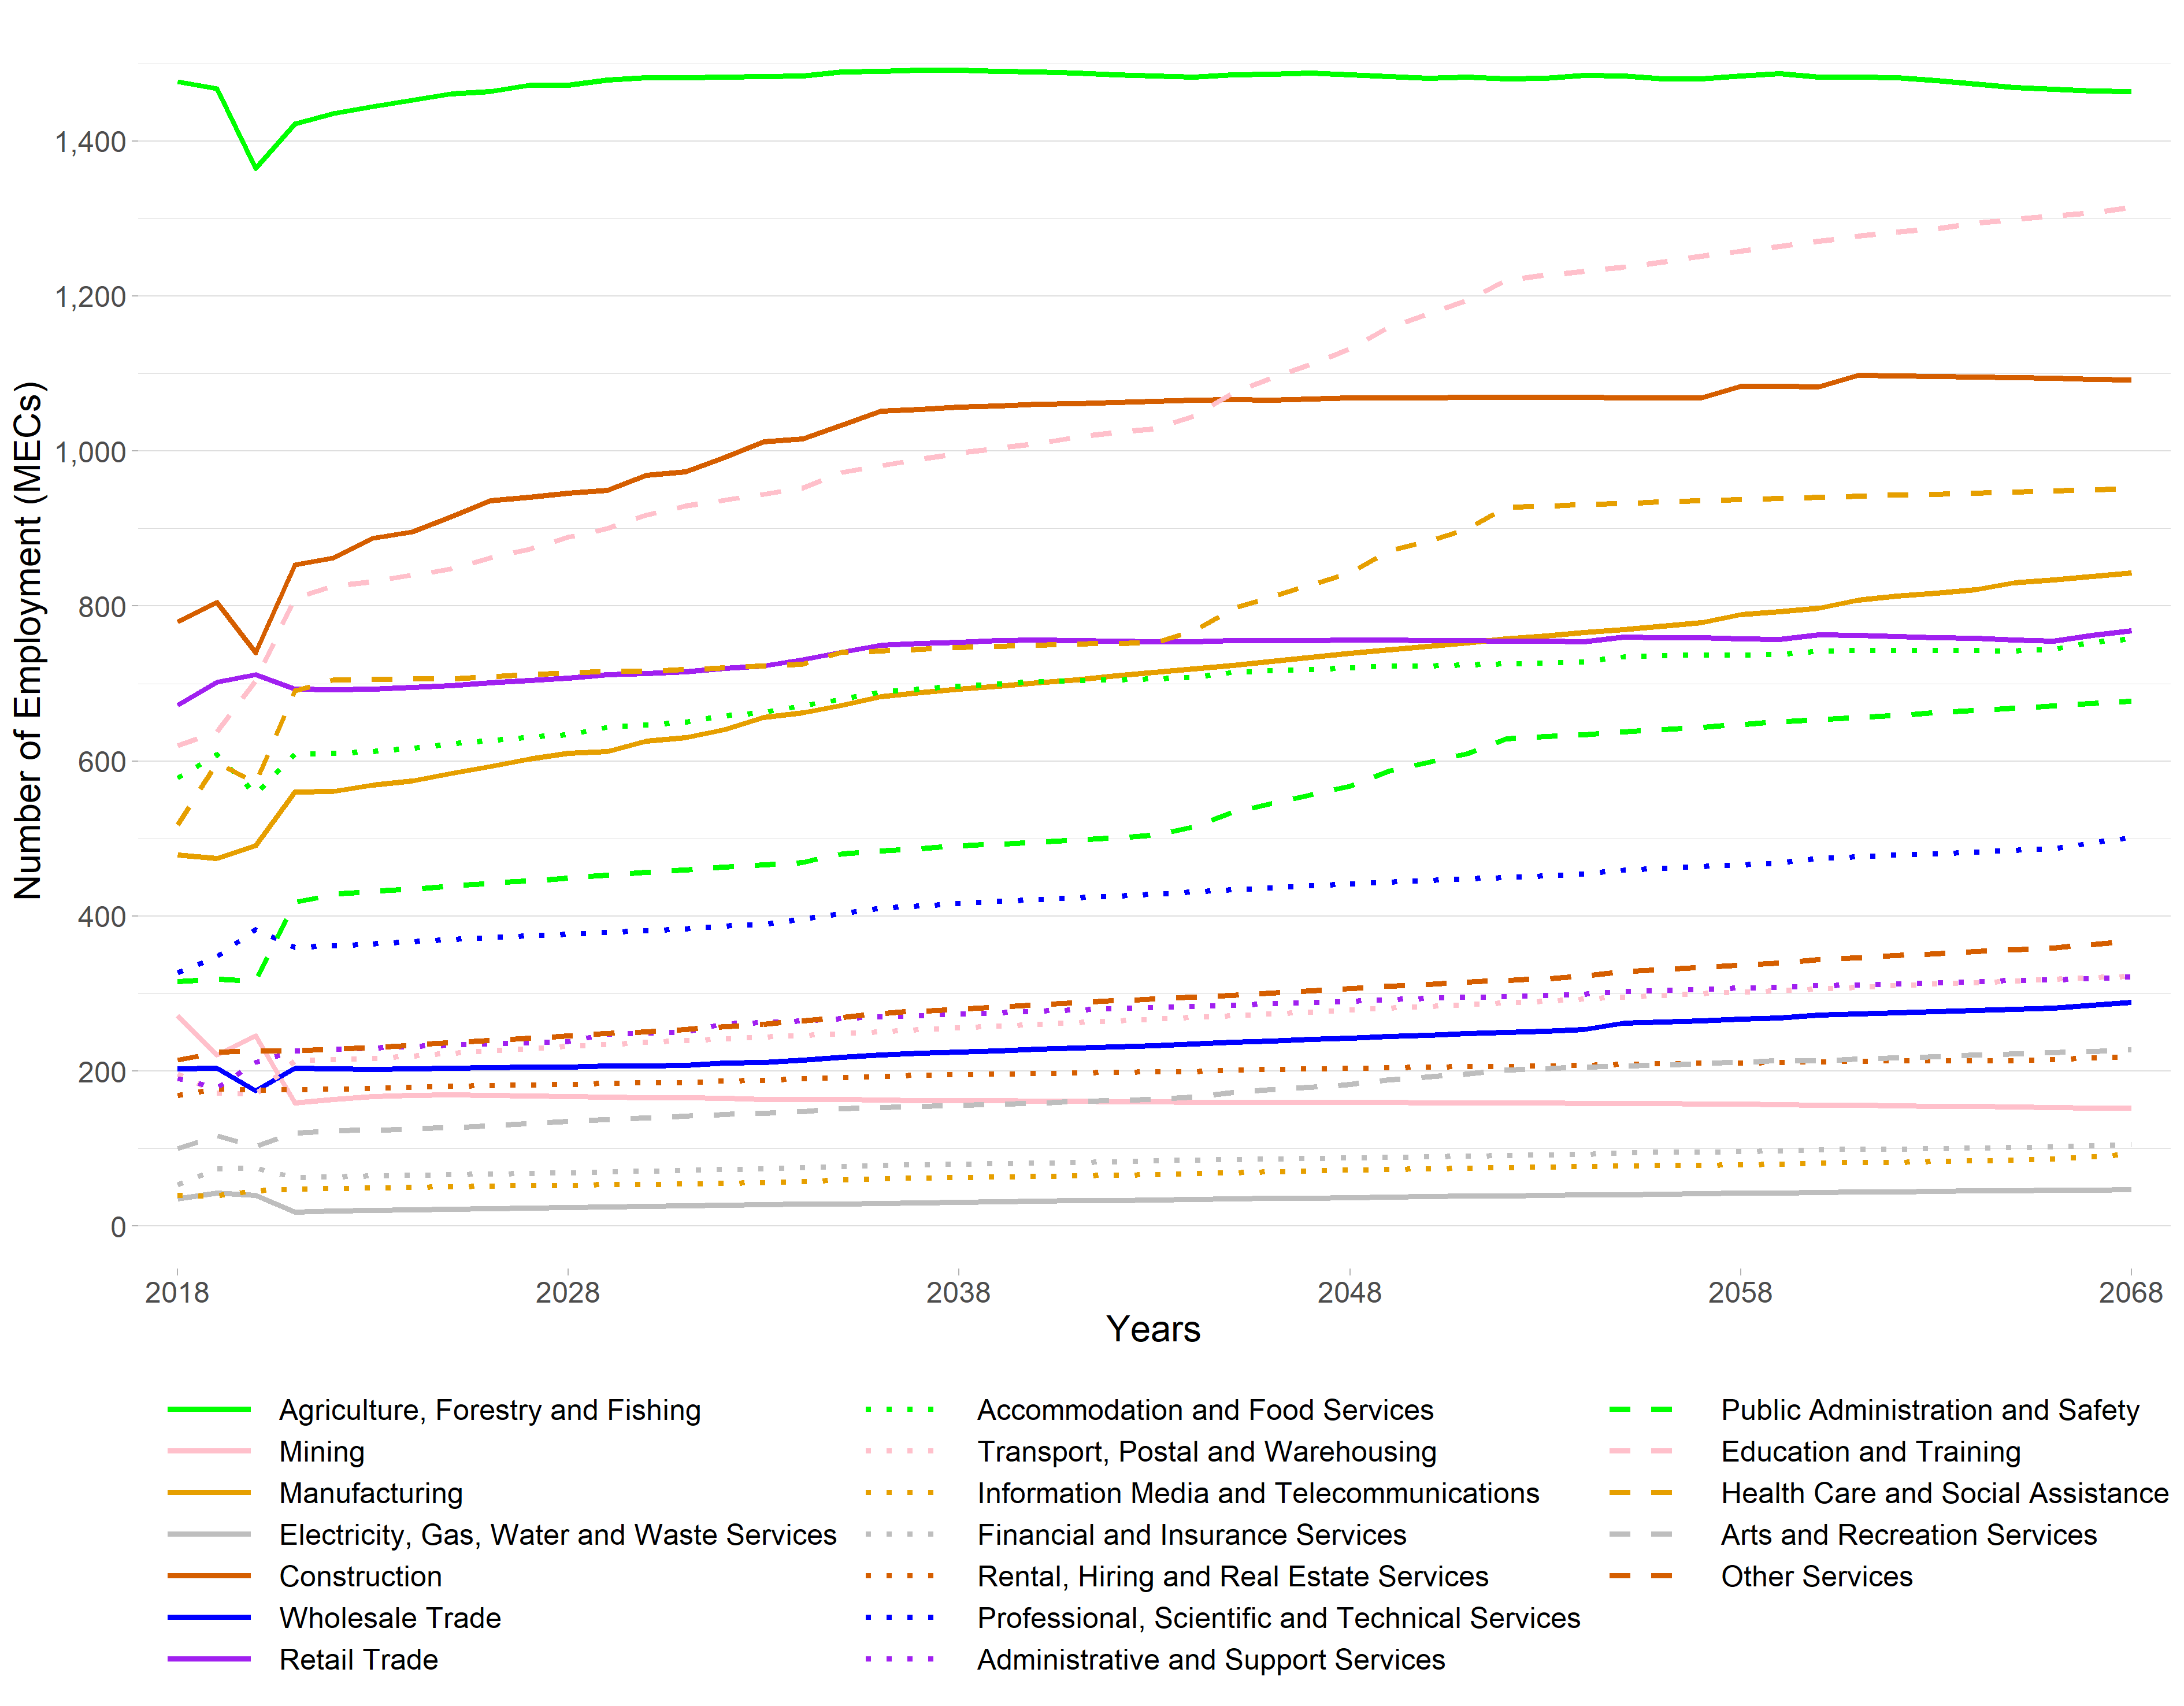 Number of Employment (MECs)
1,400
1,200
1,000
800
600
400
200
0
2018 2028 2038 2048 2058 2068
Years
Agriculture, Forestry and Fishing
Mining
Manufacturing
Electricity, Gas, Water and Waste Services
Construction
Wholesale Trade
Retail Trade
Accommodation and Food Services
Transport, Postal and Warehousing
Information Media and Telecommunications
Financial and Insurance Services
Rental, Hiring and Real Estate Services
Professional, Scientific and Technical Services
Administrative and Support Services
Public Administration and Safety
Education and Training
Health Care and Social Assistance
Arts and Recreation Services
Other Services